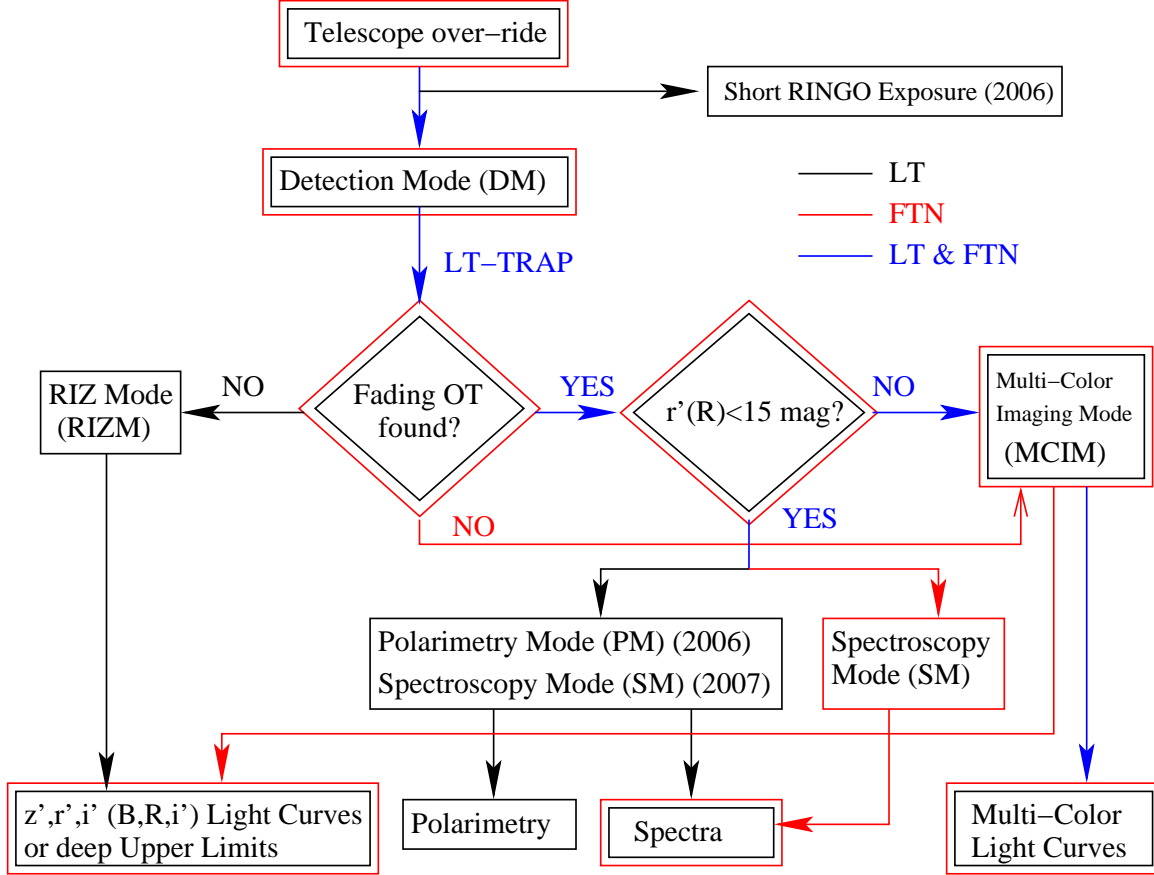 Telescope over−ride
Short RINGO Exposure (2006)
Detection Mode (DM)
LT
FTN
LT & FTN
LT−TRAP
RIZ Mode
(RIZM)
NO
Fading OT
found?
YES
r'(R)<15 mag?
NO
Multi−Color
Imaging Mode
(MCIM)
NO
YES
Polarimetry Mode (PM) (2006)
Spectroscopy Mode (SM) (2007)
Spectroscopy
Mode (SM)
z',r',i' (B,R,i') Light Curves
or deep Upper Limits
Polarimetry
Spectra
Multi−Color
Light Curves